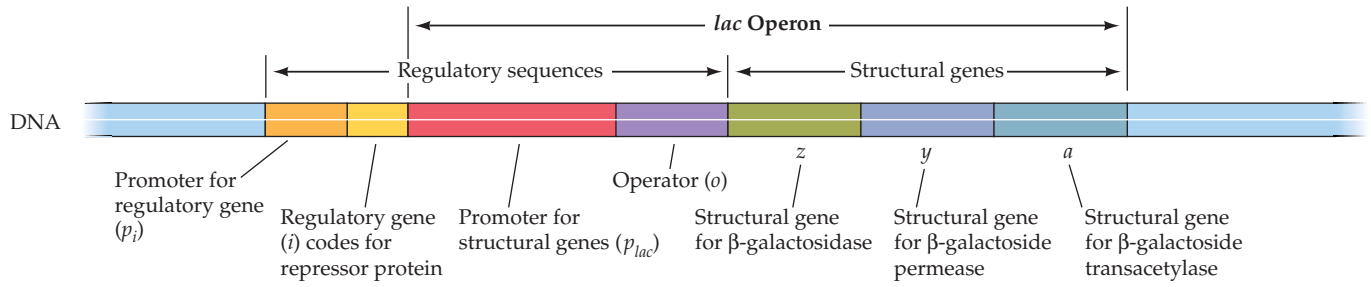 lac Operon
Regulatory sequences
Structural genes
DNA
z
y
a
Promoter for
regulatory gene
(pᵢ)
Regulatory gene
(i) codes for
repressor protein
Promoter for
structural genes (pₗₐc)
Operator (o)
Structural gene
for β-galactosidase
Structural gene
for β-galactoside
permease
Structural gene
for β-galactoside
transacetylase